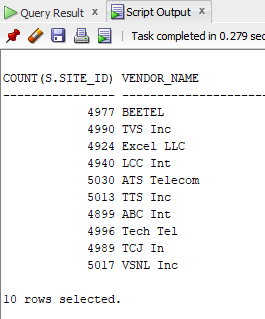 Query Result x Script Output x
Task completed in 0.279 sec
COUNT(S.SITE_ID) VENDOR_NAME
---------------- --------------------
4977 BEETEL
4990 TVS Inc
4924 Excel LLC
4940 LCC Int
5030 ATS Telecom
5013 TTS Inc
4899 ABC Int
4996 Tech Tel
4989 TCJ In
5017 VSNL Inc
10 rows selected.